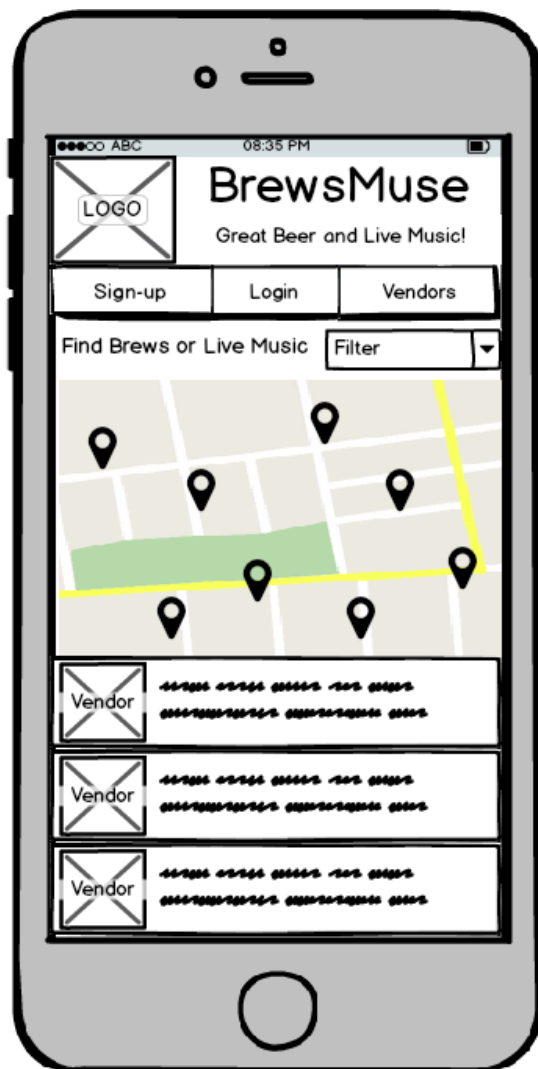 ABC 08:35 PM
LOGO
BrewsMuse
Great Beer and Live Music!
Sign-up Login Vendors
Find Brews or Live Music Filter
Vendor
Vendor
Vendor